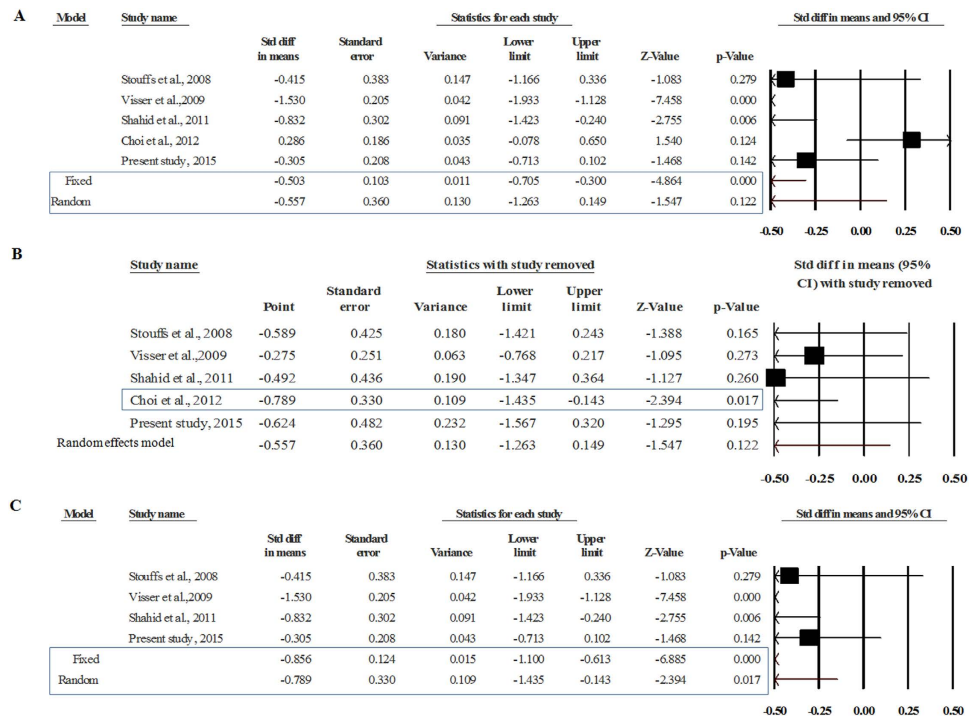 A
Model Study name Statistics for each study Std diff in means and 95% CI
Std diff in means Standard error Variance Lower limit Upper limit Z-Value p-Value
Stouffs et al., 2008 -0.415 0.383 0.147 -1.166 0.336 -1.083 0.279
Visser et al.,2009 -1.530 0.205 0.042 -1.933 -1.128 -7.458 0.000
Shahid et al. 2011 -0.832 0.302 0.091 -1.423 -0.240 -2.755 0.006
Choi et al., 2012 0.286 0.186 0.035 -0.078 0.650 1.540 0.124
Present study, 2015 -0.305 0.208 0.043 -0.713 0.102 -1.468 0.142
Fixed -0.503 0.103 0.011 -0.705 -0.300 -4.864 0.000
Random -0.557 0.360 0.130 -1.263 0.149 -1.547 0.122
-0.50 -0.25 0.00 0.25 0.50
B
Study name Statistics with study removed Std diff in means (95% CI) with study removed
Point Standard error Variance Lower limit Upper limit Z-Value p-Value
Stouffs et al., 2008 -0.589 0.425 0.180 -1.421 0.243 -1.388 0.165
Visser et al.,2009 -0.275 0.251 0.063 -0.768 0.217 -1.095 0.273
Shahid et al. 2011 -0.492 0.436 0.190 -1.347 0.364 -1.127 0.260
Choi et al., 2012 -0.789 0.330 0.109 -1.435 -0.143 -2.394 0.017
Present study, 2015 -0.624 0.482 0.232 -1.567 0.320 -1.295 0.195
Random effects model -0.557 0.360 0.130 -1.263 0.149 -1.547 0.122
-0.50 -0.25 0.00 0.25 0.50
C
Model Study name Statistics for each study Std diff in means and 95% CI
Std diff in means Standard error Variance Lower limit Upper limit Z-Value p-Value
Stouffs et al., 2008 -0.415 0.383 0.147 -1.166 0.336 -1.083 0.279
Visser et al.,2009 -1.530 0.205 0.042 -1.933 -1.128 -7.458 0.000
Shahid et al. 2011 -0.832 0.302 0.091 -1.423 -0.240 -2.755 0.006
Present study, 2015 -0.305 0.208 0.043 -0.713 0.102 -1.468 0.142
Fixed -0.856 0.124 0.015 -1.100 -0.613 -6.885 0.000
Random -0.789 0.330 0.109 -1.435 -0.143 -2.394 0.017
-0.50 -0.25 0.00 0.25 0.50